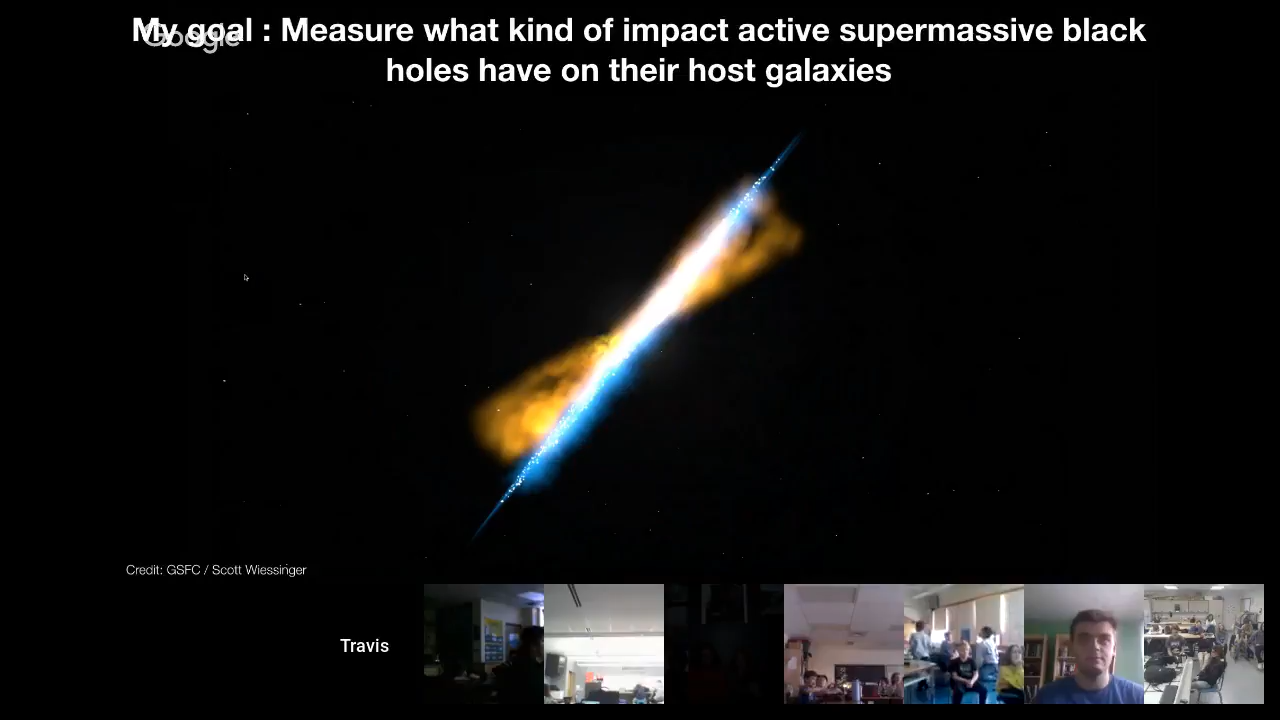 My goal : Measure what kind of impact active supermassive black
holes have on their host galaxies
Google
Credit: GSFC / Scott Wiessinger
Travis